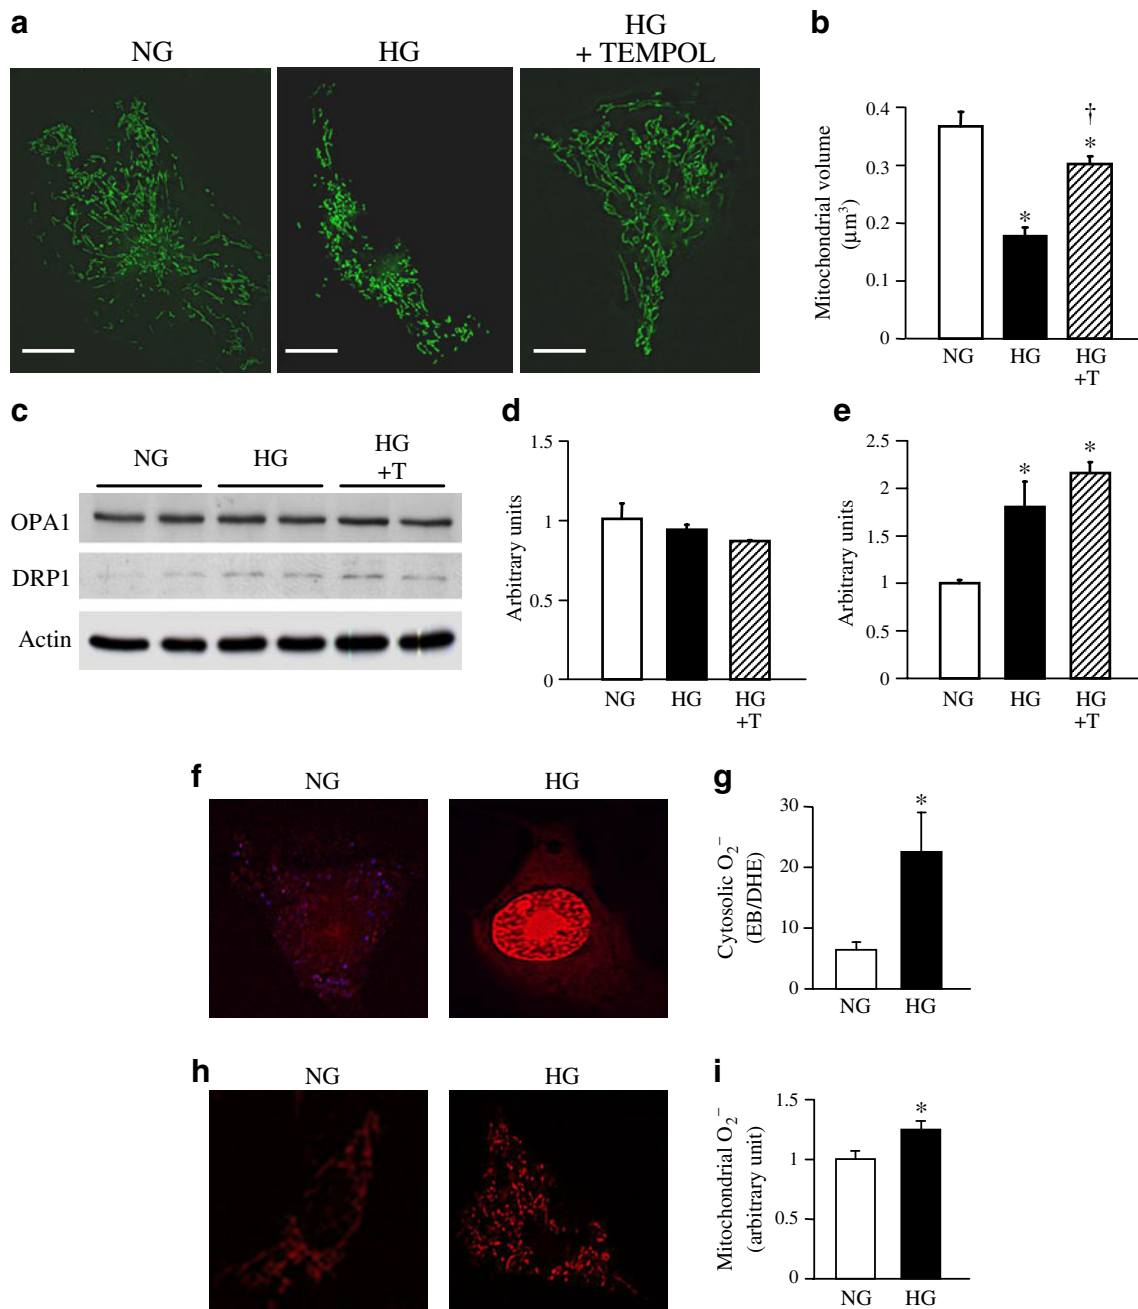 a
NG
HG
HG
+ TEMPOL
b
Mitochondrial volume
(μm³)
0.4
0.3
0.2
0.1
0
*
†
*
NG
HG
HG
+T
c
NG
HG
HG
+T
OPA1
DRP1
Actin
d
Arbitrary units
1.5
1
0.5
0
NG
HG
HG
+T
e
Arbitrary units
2.5
2
1.5
1
0.5
0
*
*
NG
HG
HG
+T
f
NG
HG
g
Cytosolic O₂⁻
(EB/DHE)
30
20
10
0
*
NG
HG
h
NG
HG
i
Mitochondrial O₂⁻
(arbitrary unit)
1.5
1
0.5
0
*
NG
HG